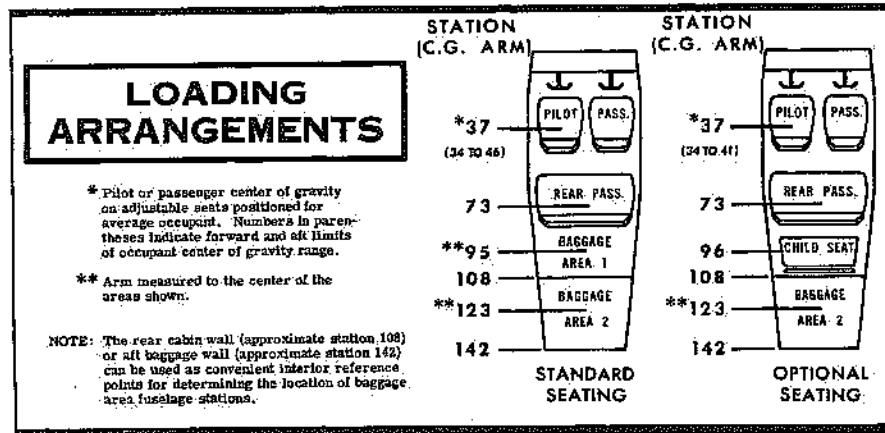 LOADING
ARRANGEMENTS
* Pilot or passenger center of gravity
on adjustable seats positioned for
average occupant. Numbers in paren-
theses indicate forward and aft limits
of occupant center of gravity range.
** Arm measured to the center of the
areas shown.
NOTE: The rear cabin wall (approximate station 108)
or aft baggage wall (approximate station 142)
can be used as convenient interior reference
points for determining the location of baggage
area fuselage stations.
STATION
(C.G. ARM)
*37
(34 TO 46)
PILOT
PASS.
73
REAR PASS.
**95
BAGGAGE
AREA 1
108
**123
BAGGAGE
AREA 2
142
STANDARD
SEATING
STATION
(C.G. ARM)
*37
(34 TO 41)
PILOT
PASS.
73
REAR PASS.
96
CHILD SEAT
108
**123
BAGGAGE
AREA 2
142
OPTIONAL
SEATING